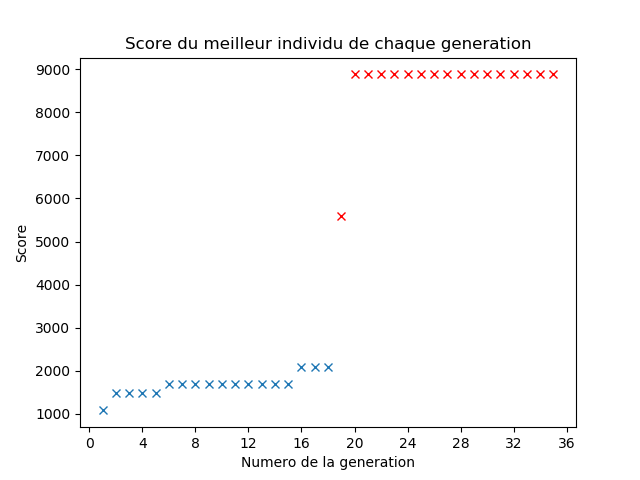 Score du meilleur individu de chaque generation
9000
8000
7000
6000
5000
4000
3000
2000
1000
Score
0 4 8 12 16 20 24 28 32 36
Numero de la generation